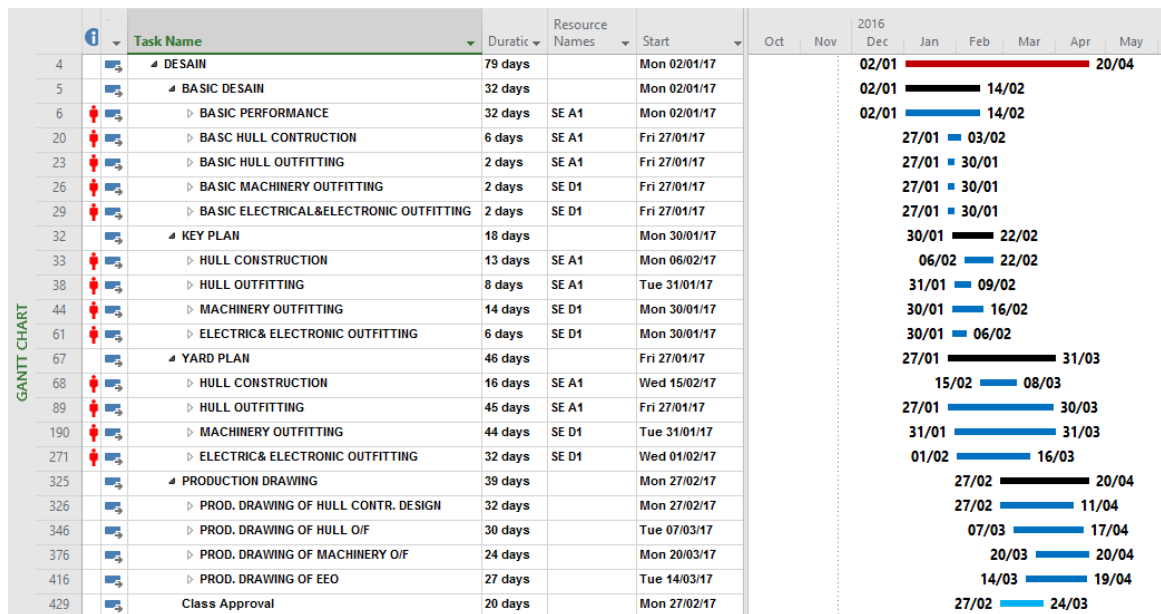 GANTT CHART
Task Name Duratic Resource Names Start 2016
Oct Nov Dec Jan Feb Mar Apr May
4 DESAIN 79 days Mon 02/01/17 02/01 20/04
5 BASIC DESAIN 32 days Mon 02/01/17 02/01 14/02
6 BASIC PERFORMANCE 32 days SE A1 Mon 02/01/17 02/01 14/02
20 BASC HULL CONTRUCTION 6 days SE A1 Fri 27/01/17 27/01 03/02
23 BASIC HULL OUTFITTING 2 days SE A1 Fri 27/01/17 27/01 30/01
26 BASIC MACHINERY OUTFITTING 2 days SE D1 Fri 27/01/17 27/01 30/01
29 BASIC ELECTRICAL&ELECTRONIC OUTFITTING 2 days SE D1 Fri 27/01/17 27/01 30/01
32 KEY PLAN 18 days Mon 30/01/17 30/01 22/02
33 HULL CONSTRUCTION 13 days SE A1 Mon 06/02/17 06/02 22/02
38 HULL OUTFITTING 8 days SE A1 Tue 31/01/17 31/01 09/02
44 MACHINERY OUTFITTING 14 days SE D1 Mon 30/01/17 30/01 16/02
61 ELECTRIC& ELECTRONIC OUTFITTING 6 days SE D1 Mon 30/01/17 30/01 06/02
67 YARD PLAN 46 days Fri 27/01/17 27/01 31/03
68 HULL CONSTRUCTION 16 days SE A1 Wed 15/02/17 15/02 08/03
89 HULL OUTFITTING 45 days SE A1 Fri 27/01/17 27/01 30/03
190 MACHINERY OUTFITTING 44 days SE D1 Tue 31/01/17 31/01 31/03
271 ELECTRIC& ELECTRONIC OUTFITTING 32 days SE D1 Wed 01/02/17 01/02 16/03
325 PRODUCTION DRAWING 39 days Mon 27/02/17 27/02 20/04
326 PROD. DRAWING OF HULL CONTR. DESIGN 32 days Mon 27/02/17 27/02 11/04
346 PROD. DRAWING OF HULL O/F 30 days Tue 07/03/17 07/03 17/04
376 PROD. DRAWING OF MACHINERY O/F 24 days Mon 20/03/17 20/03 20/04
416 PROD. DRAWING OF EEO 27 days Tue 14/03/17 14/03 19/04
429 Class Approval 20 days Mon 27/02/17 27/02 24/03